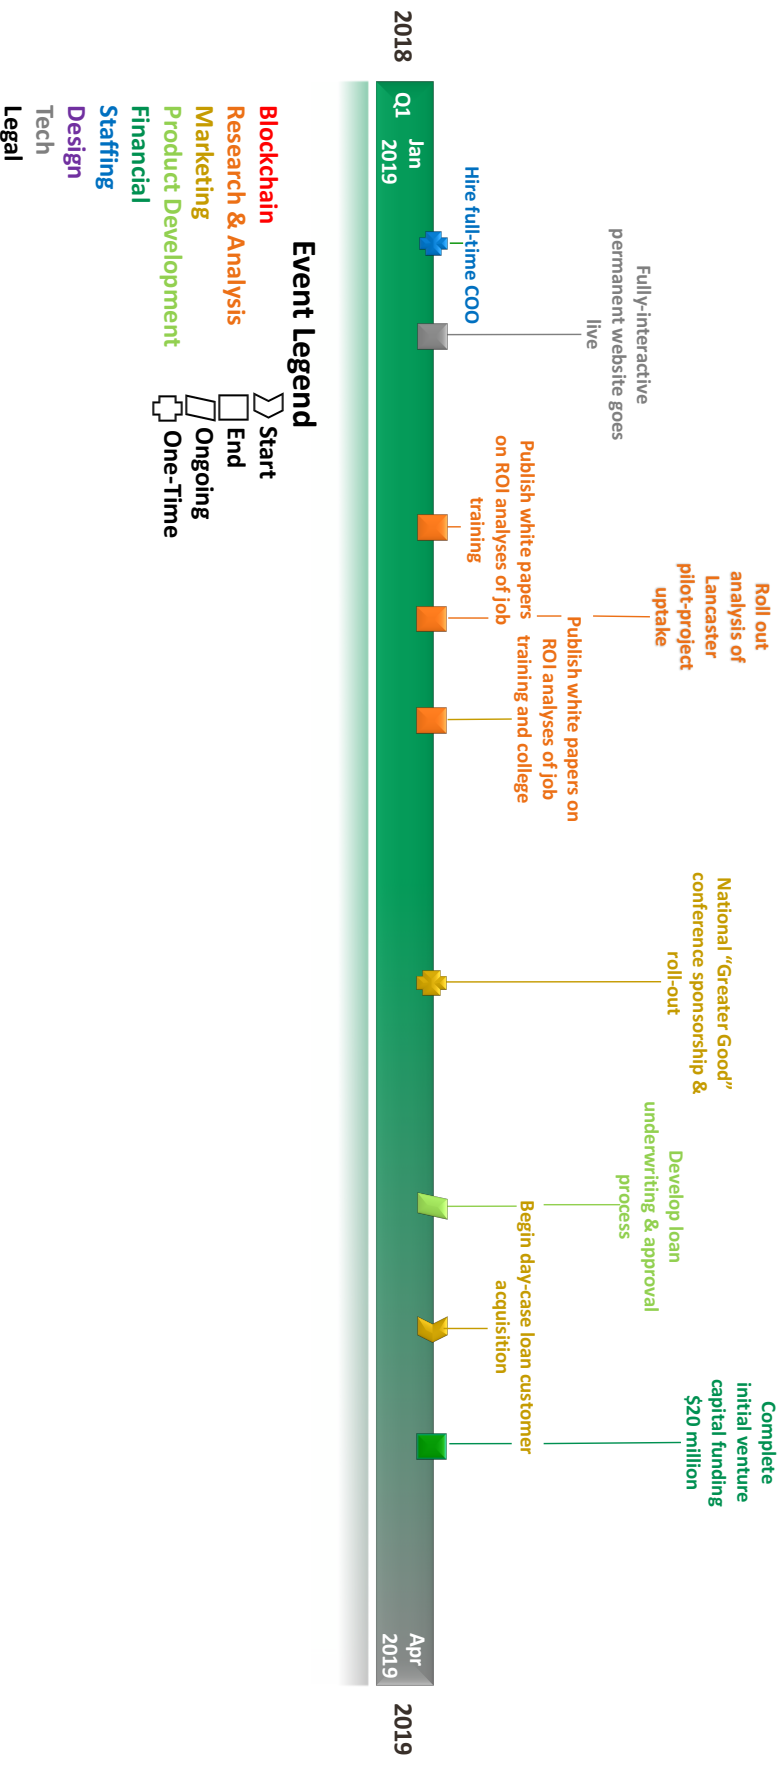 2018
Q1
Jan
2019
Apr
2019
2019
Hire full-time COO
Fully-interactive
permanent website goes
live
Publish white papers
on ROI analyses of job
training
Roll out
analysis of
Lancaster
pilot-project
uptake
Publish white papers on
ROI analyses of job
training and college
National “Greater Good”
conference sponsorship &
roll-out
Develop loan
underwriting & approval
process
Begin day-case loan customer
acquisition
Complete
initial venture
capital funding
$20 million
Event Legend
Blockchain
Research & Analysis
Marketing
Product Development
Financial
Staffing
Design
Tech
Legal
Start
End
Ongoing
One-Time